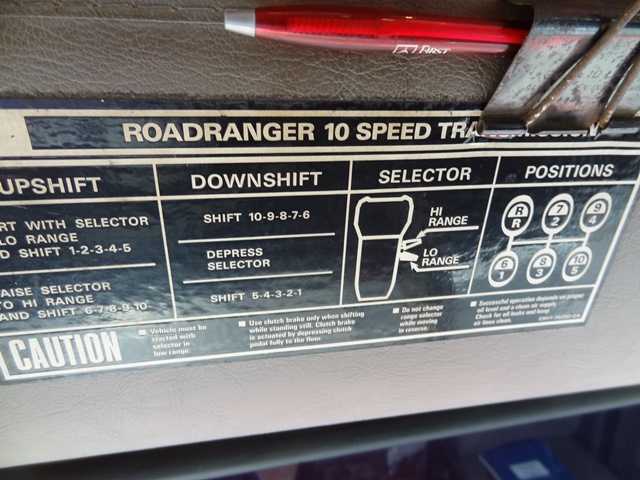 FIRST
ROADRANGER 10 SPEED TRA MISSION
UPSHIFT
RT WITH SELECTOR
LO RANGE
D SHIFT 1-2-3-4-5
AISE SELECTOR
TO HI RANGE
AND SHIFT 6-7-8-9-10
DOWNSHIFT
SHIFT 10-9-8-7-6
DEPRESS
SELECTOR
SHIFT 5-4-3-2-1
SELECTOR
HI
RANGE
LO
RANGE
POSITIONS
R 7 9
R 2 4
6 8 10
1 3 5
CAUTION
Vehicle must be
started with
selector in
low range.
Use clutch brake only when shifting
while standing still. Clutch brake
is actuated by depressing clutch
pedal fully to the floor.
Do not change
range selector
while moving
in reverse.
Successful operation depends on proper
oil level and a clean air supply.
Check for oil leaks and keep
air lines clean.